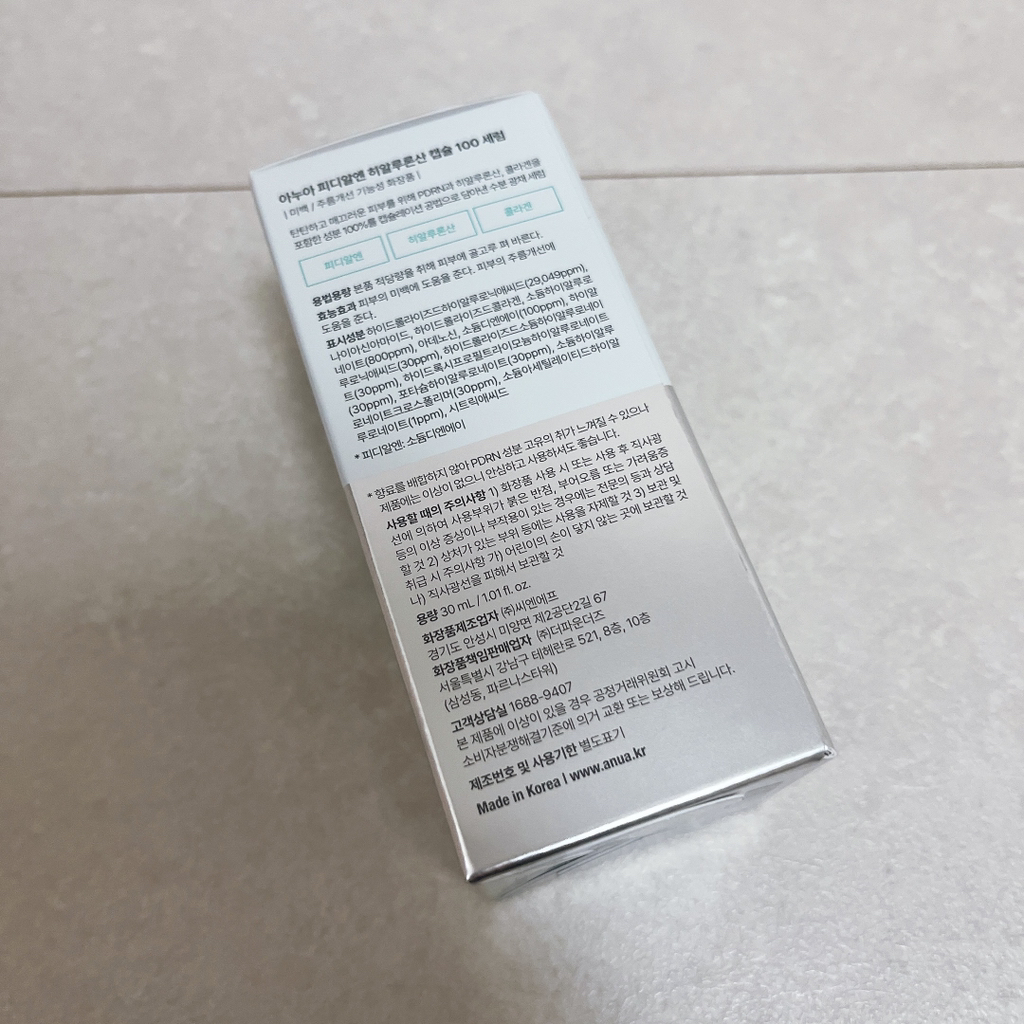 아누아 피디알엔 히알루론산 캡슐 100 세럼
| 미백 / 주름개선 기능성 화장품 |
탄탄하고 매끄러운 피부를 위해 PDRN과 히알루론산, 콜라겐을
포함한 성분 100%를 캡슐레이션 공법으로 담아낸 수분 광채 세럼
피디알엔 히알루론산 콜라겐
용법용량 본품 적당량을 취해 피부에 골고루 펴 바른다.
효능효과 피부의 미백에 도움을 준다. 피부의 주름개선에
도움을 준다.
표시성분 하이드롤라이즈드하이알루로닉애씨드(29,049ppm),
나이아신아마이드, 하이드롤라이즈드콜라겐, 소듐하이알루로
네이트(800ppm), 아데노신, 소듐디엔에이(100ppm), 하이알
루로닉애씨드(30ppm), 하이드롤라이즈드소듐하이알루로네이
트(30ppm), 하이드록시프로필트라이모늄하이알루로네이트
(30ppm), 포타슘하이알루로네이트(30ppm), 소듐하이알루
로네이트크로스폴리머(30ppm), 소듐아세틸레이티드하이알
루로네이트(1ppm), 시트릭애씨드
* 피디알엔: 소듐디엔에이
* 향료를 배합하지 않아 PDRN 성분 고유의 취가 느껴질 수 있으나
제품에는 이상이 없으니 안심하고 사용하셔도 좋습니다.
사용할 때의 주의사항 1) 화장품 사용 시 또는 사용 후 직사광
선에 의하여 사용부위가 붉은 반점, 부어오름 또는 가려움증
등의 이상 증상이나 부작용이 있는 경우에는 전문의 등과 상담
할 것 2) 상처가 있는 부위 등에는 사용을 자제할 것 3) 보관 및
취급 시 주의사항 가) 어린이의 손이 닿지 않는 곳에 보관할 것
나) 직사광선을 피해서 보관할 것
용량 30 mL / 1.01 fl. oz.
화장품제조업자 (주)씨엔에프
경기도 안성시 미양면 제2공단2길 67
화장품책임판매업자 (주)더파운더즈
서울특별시 강남구 테헤란로 521, 8층, 10층
(삼성동, 파르나스타워)
고객상담실 1688-9407
본 제품에 이상이 있을 경우 공정거래위원회 고시
소비자분쟁해결기준에 의거 교환 또는 보상해 드립니다.
제조번호 및 사용기한 별도표기
Made in Korea | www.anua.kr